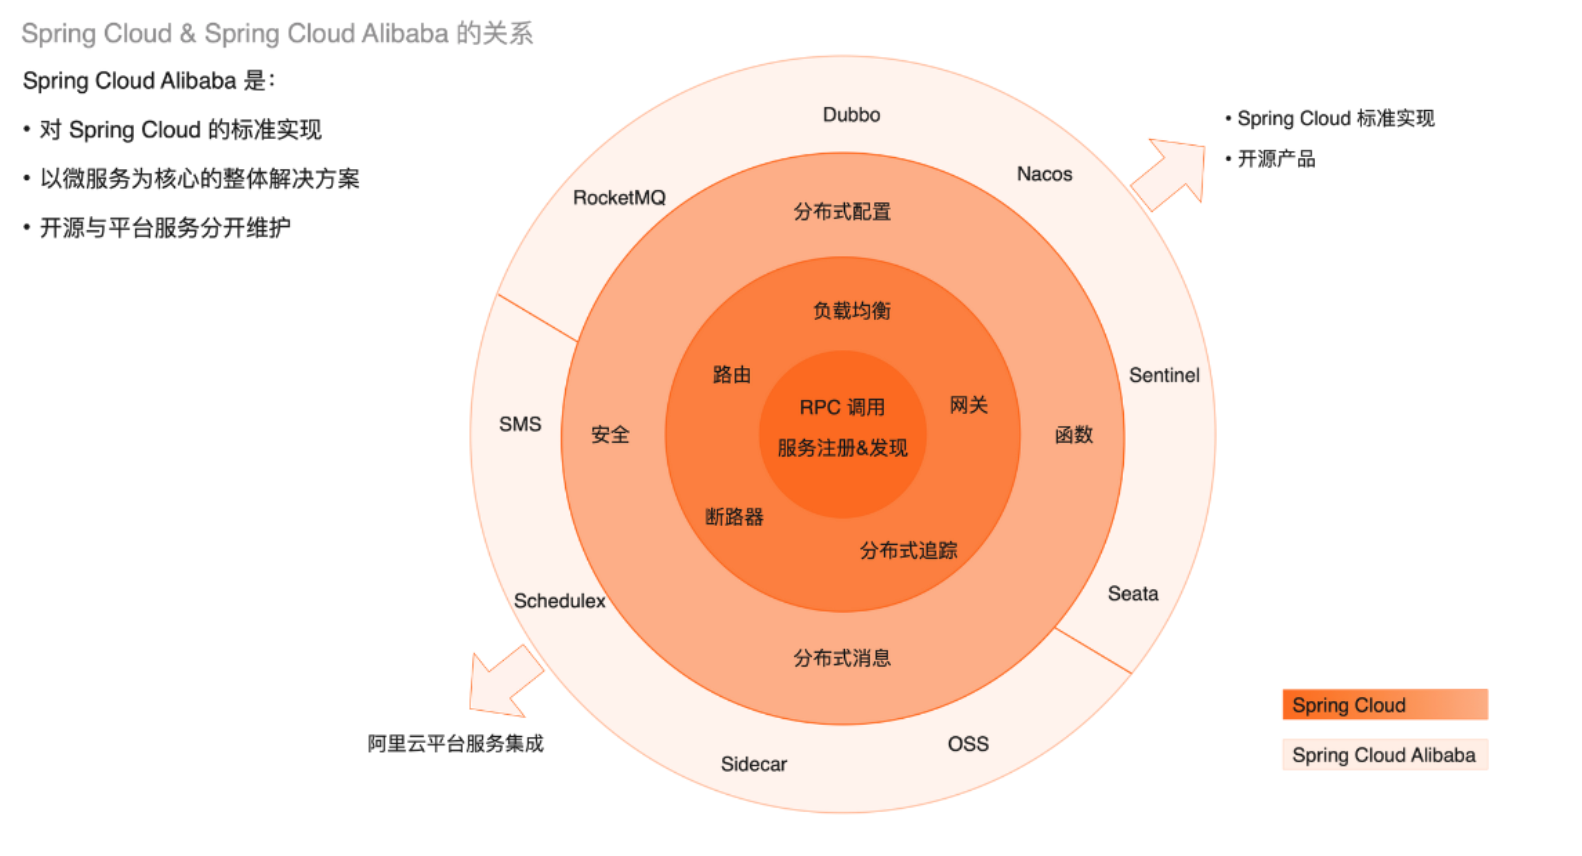 Spring Cloud & Spring Cloud Alibaba 的关系
Spring Cloud Alibaba 是：
• 对 Spring Cloud 的标准实现
• 以微服务为核心的整体解决方案
• 开源与平台服务分开维护
Dubbo
Nacos
RocketMQ
• Spring Cloud 标准实现
• 开源产品
分布式配置
负载均衡
路由
Sentinel
RPC 调用
网关
SMS
安全
服务注册&发现
函数
断路器
分布式追踪
Schedulex
Seata
分布式消息
阿里云平台服务集成
Sidecar
OSS
Spring Cloud
Spring Cloud Alibaba